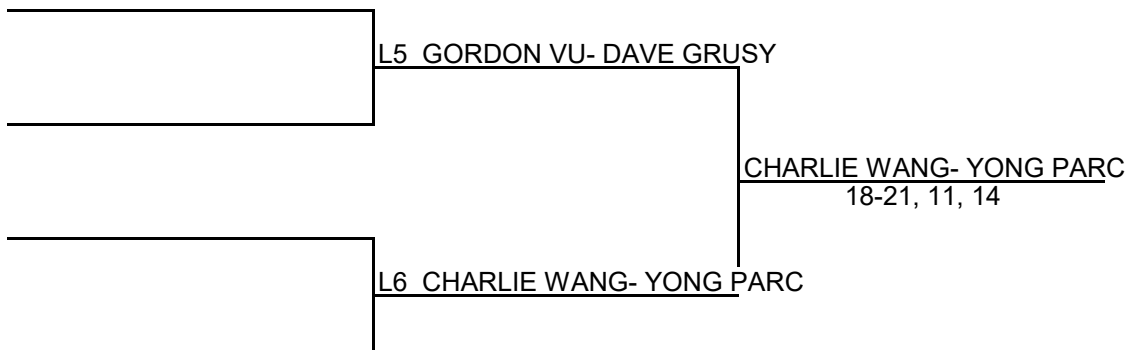 L5 GORDON VU- DAVE GRUSY
CHARLIE WANG- YONG PARC
18-21, 11, 14
L6 CHARLIE WANG- YONG PARC